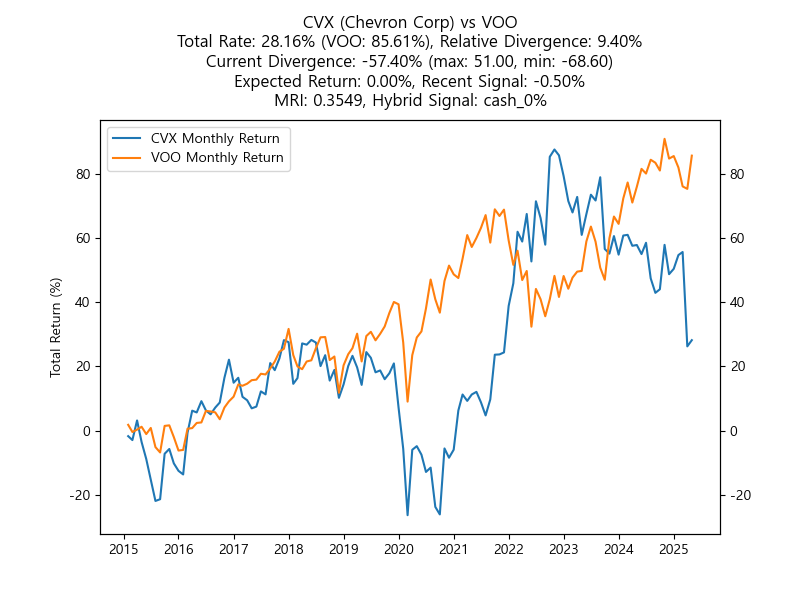 CVX (Chevron Corp) vs VOO
Total Rate: 28.16% (VOO: 85.61%), Relative Divergence: 9.40%
Current Divergence: -57.40% (max: 51.00, min: -68.60)
Expected Return: 0.00%, Recent Signal: -0.50%
MRI: 0.3549, Hybrid Signal: cash_0%
CVX Monthly Return
VOO Monthly Return
Total Return (%)
80
60
40
20
0
-20
80
60
40
20
0
-20
2015 2016 2017 2018 2019 2020 2021 2022 2023 2024 2025